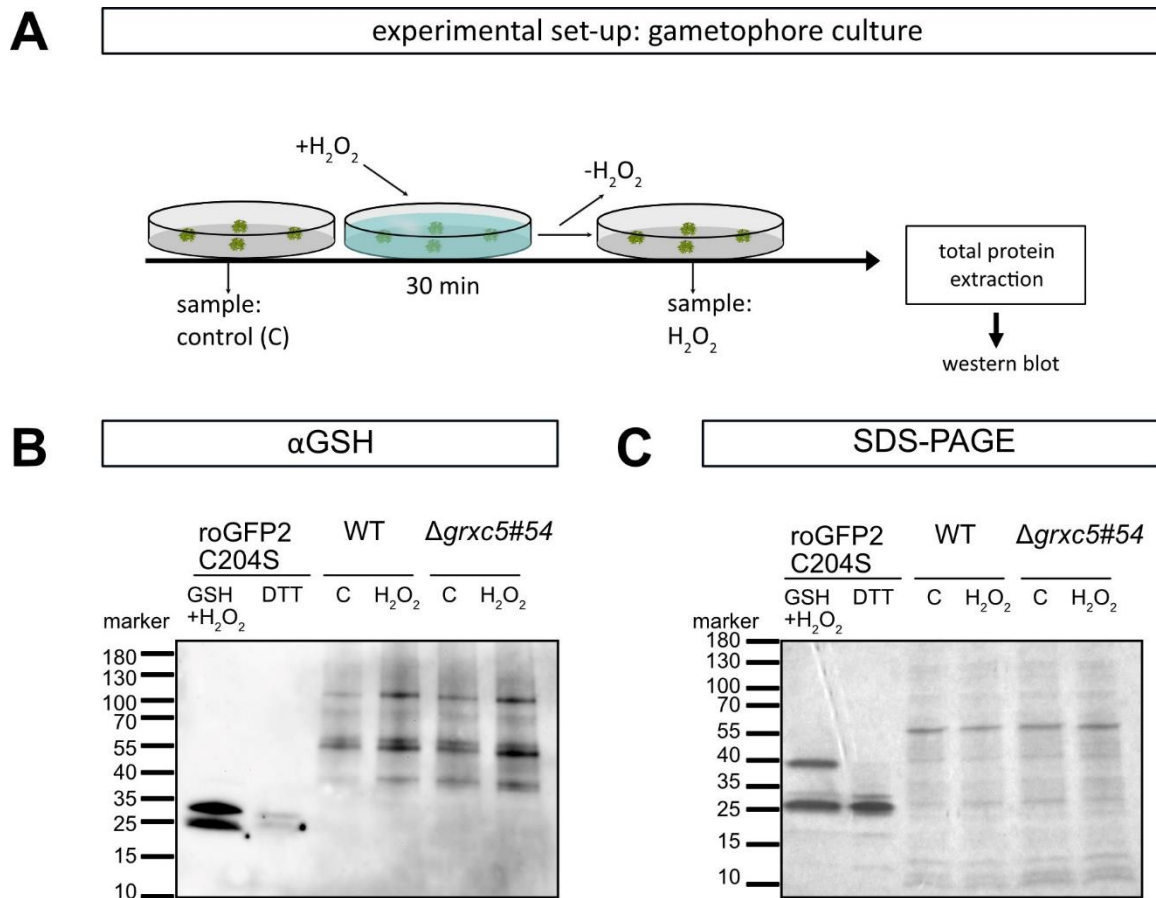 A
experimental set-up: gametophore culture
+H₂O₂
-H₂O₂
30 min
sample:
control (C)
sample:
H₂O₂
total protein
extraction
western blot
B
αGSH
roGFP2
C204S
WT
Δgrxc5#54
GSH
+H₂O₂
DTT
C
H₂O₂
C
H₂O₂
marker
180
130
100
70
55
40
35
25
15
10
C
SDS-PAGE
roGFP2
C204S
WT
Δgrxc5#54
GSH
+H₂O₂
DTT
C
H₂O₂
C
H₂O₂
marker
180
130
100
70
55
40
35
25
15
10